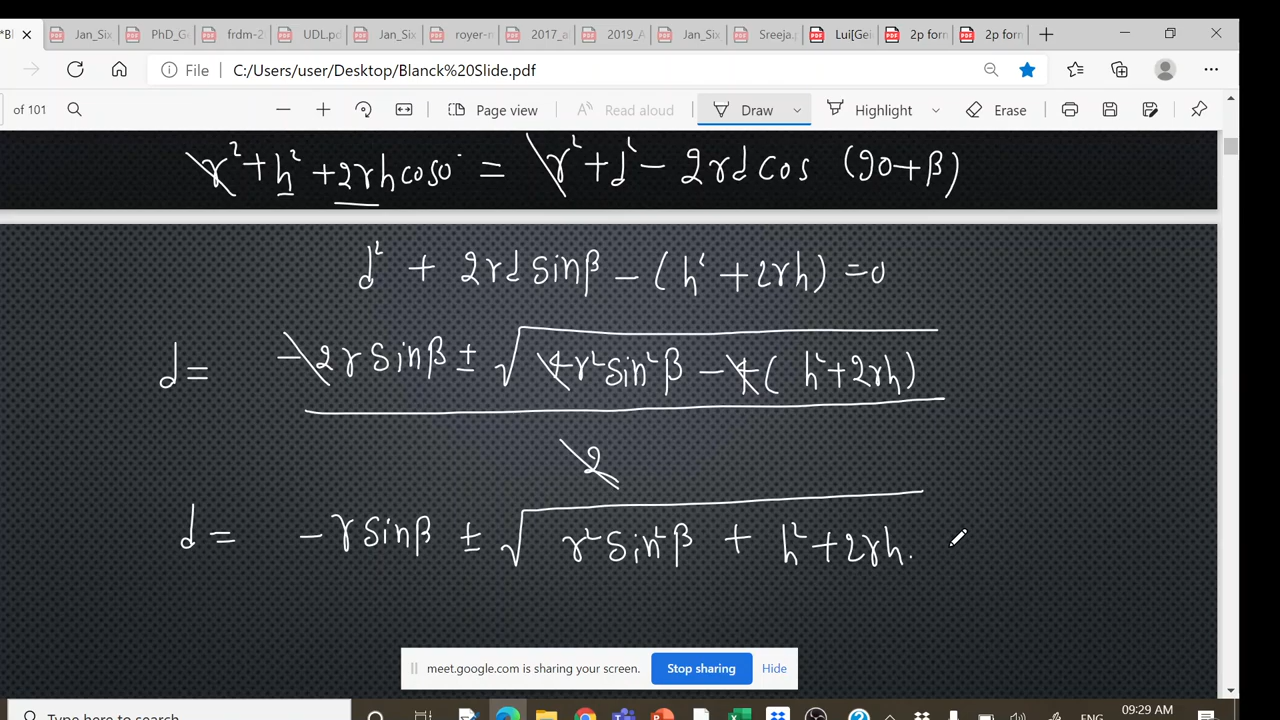 Jan_Six PhD_G frdm-2 UDL.p Jan_Six royer-n 2017_a 2019_A Jan_Six Sreeja.p Lui[Gei 2p forn 2p forn
File C:/Users/user/Desktop/Blanck%20Slide.pdf
of 101 Page view Read aloud Draw Highlight Erase
r² + h² + 2rh cos0 = r² + d² − 2rd cos (90+β)
d² + 2rd sinβ − (h² + 2rh) = 0
d = −2r sinβ ± √(4r² sin²β − 4( h² + 2rh)
2
d = − r sinβ ± √(r² sin²β + h² + 2rh.
meet.google.com is sharing your screen. Stop sharing Hide
Type here to search ENG 09:29 AM